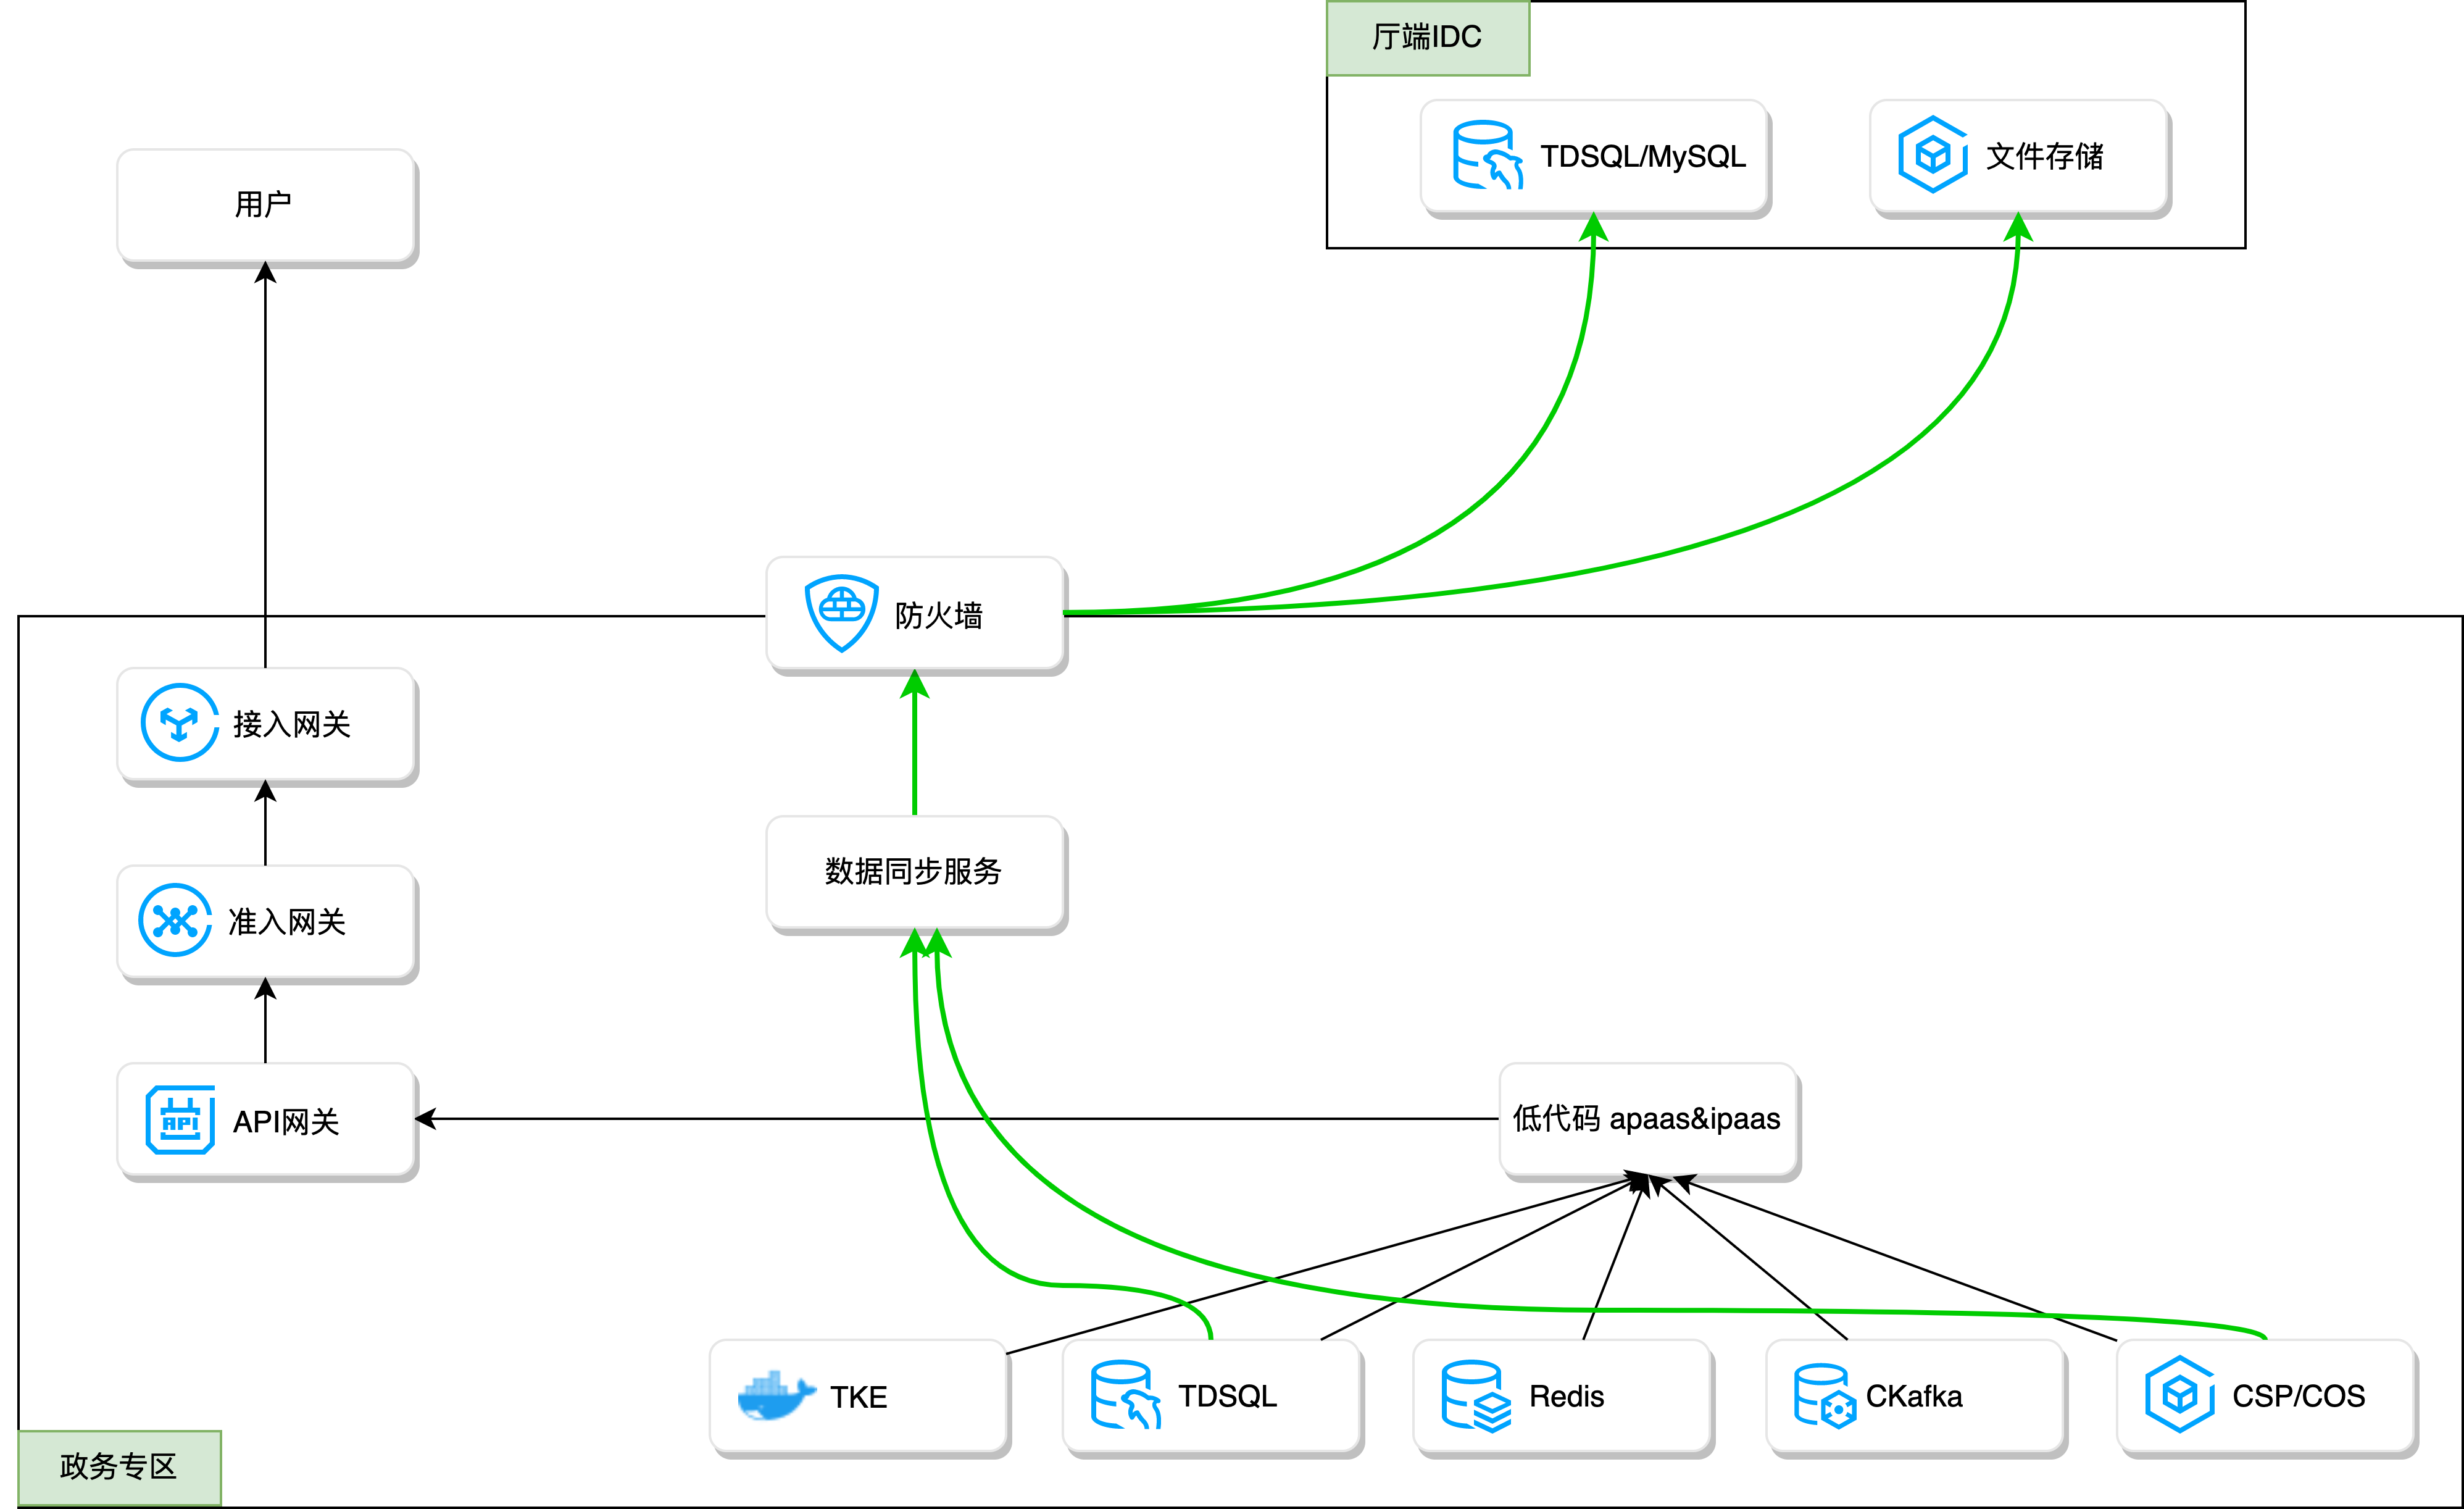 厅端IDC
TDSQL/MySQL
文件存储
用户
防火墙
接入网关
数据同步服务
准入网关
API网关
低代码 apaas&ipaas
TKE
TDSQL
Redis
CKafka
CSP/COS
政务专区